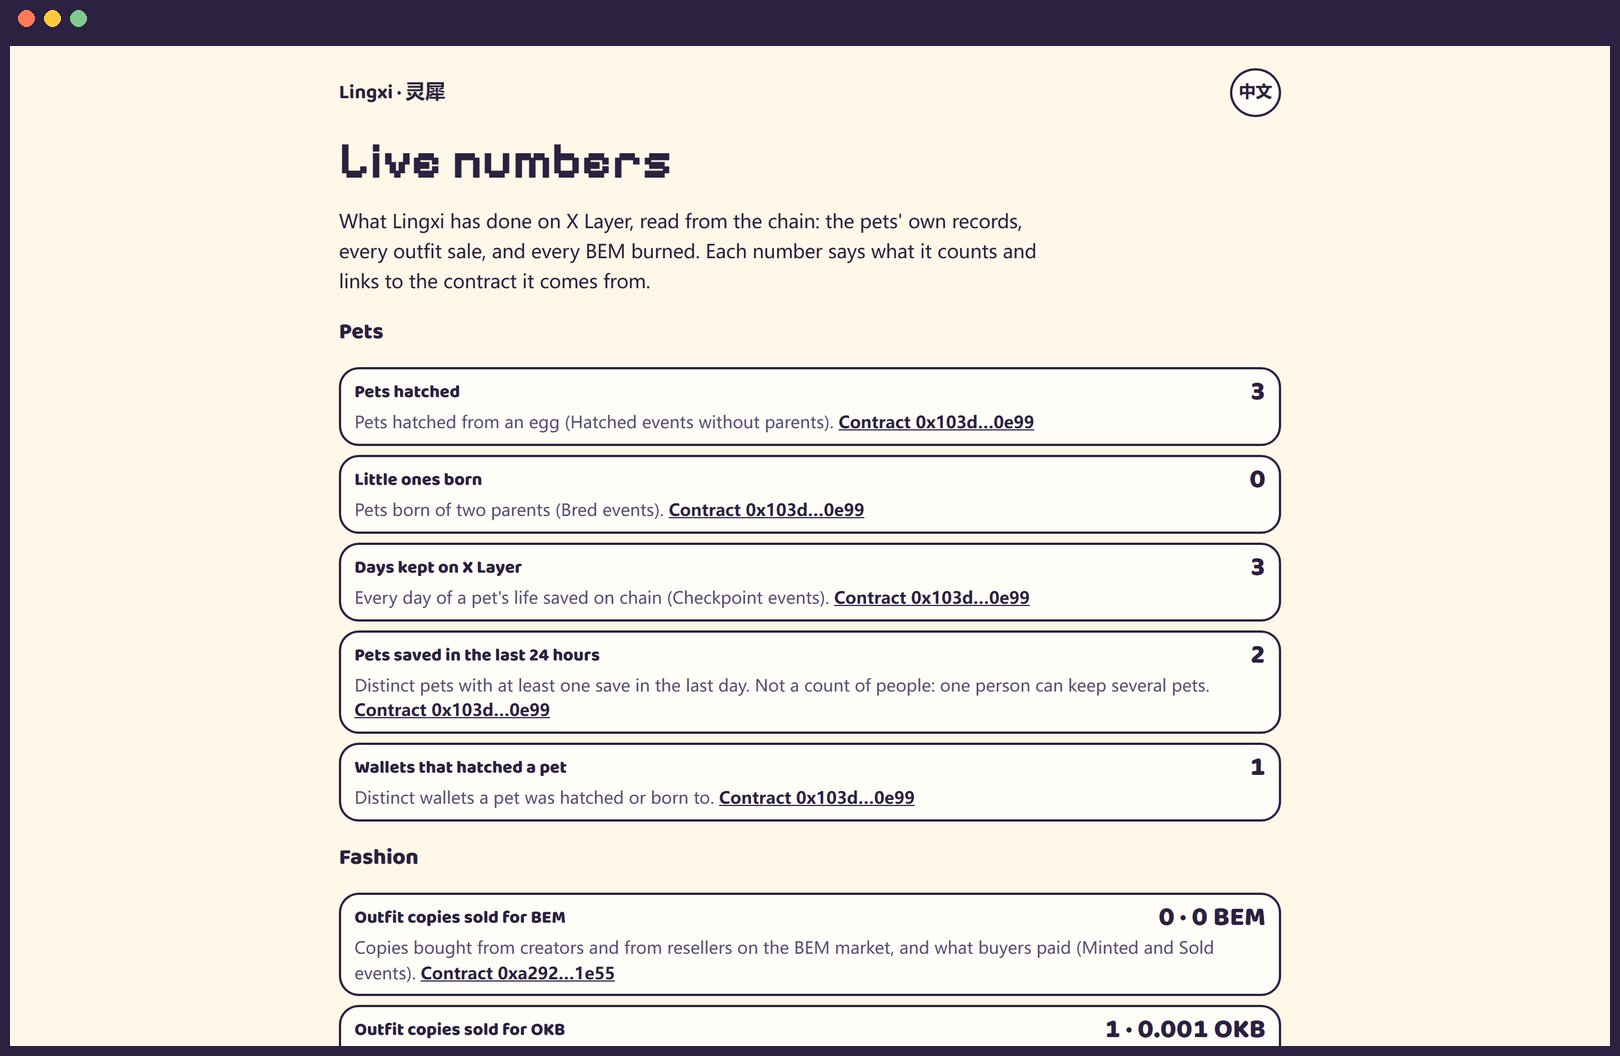 Lingxi · 灵犀
中文
Live numbers
What Lingxi has done on X Layer, read from the chain: the pets' own records,
every outfit sale, and every BEM burned. Each number says what it counts and
links to the contract it comes from.
Pets
Pets hatched
3
Pets hatched from an egg (Hatched events without parents). Contract 0x103d...0e99
Little ones born
0
Pets born of two parents (Bred events). Contract 0x103d...0e99
Days kept on X Layer
3
Every day of a pet's life saved on chain (Checkpoint events). Contract 0x103d...0e99
Pets saved in the last 24 hours
2
Distinct pets with at least one save in the last day. Not a count of people: one person can keep several pets.
Contract 0x103d...0e99
Wallets that hatched a pet
1
Distinct wallets a pet was hatched or born to. Contract 0x103d...0e99
Fashion
Outfit copies sold for BEM
0 · 0 BEM
Copies bought from creators and from resellers on the BEM market, and what buyers paid (Minted and Sold
events). Contract 0xa292...1e55
Outfit copies sold for OKB
1 · 0.001 OKB